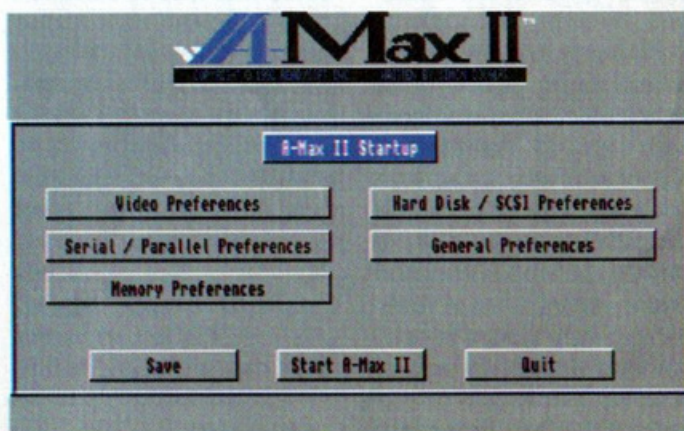 A-Max II™
A-Max II Startup
Video Preferences
Hard Disk / SCSI Preferences
Serial / Parallel Preferences
General Preferences
Memory Preferences
Save
Start A-Max II
Quit